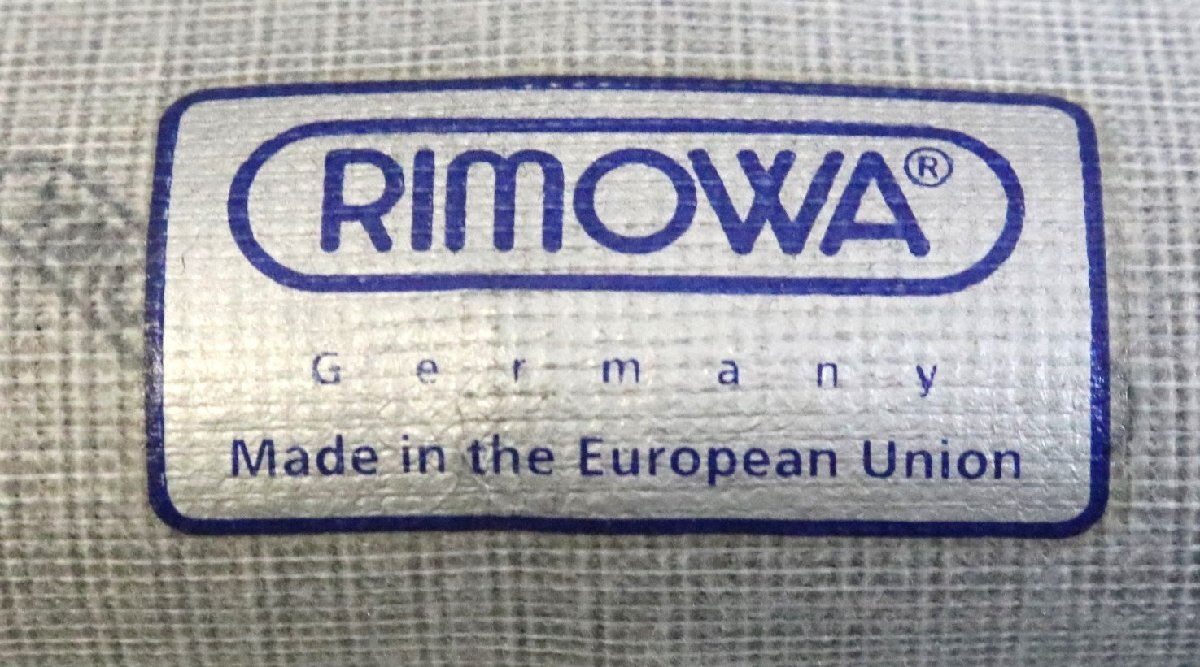 RIMOWA®
Germany
Made in the European Union